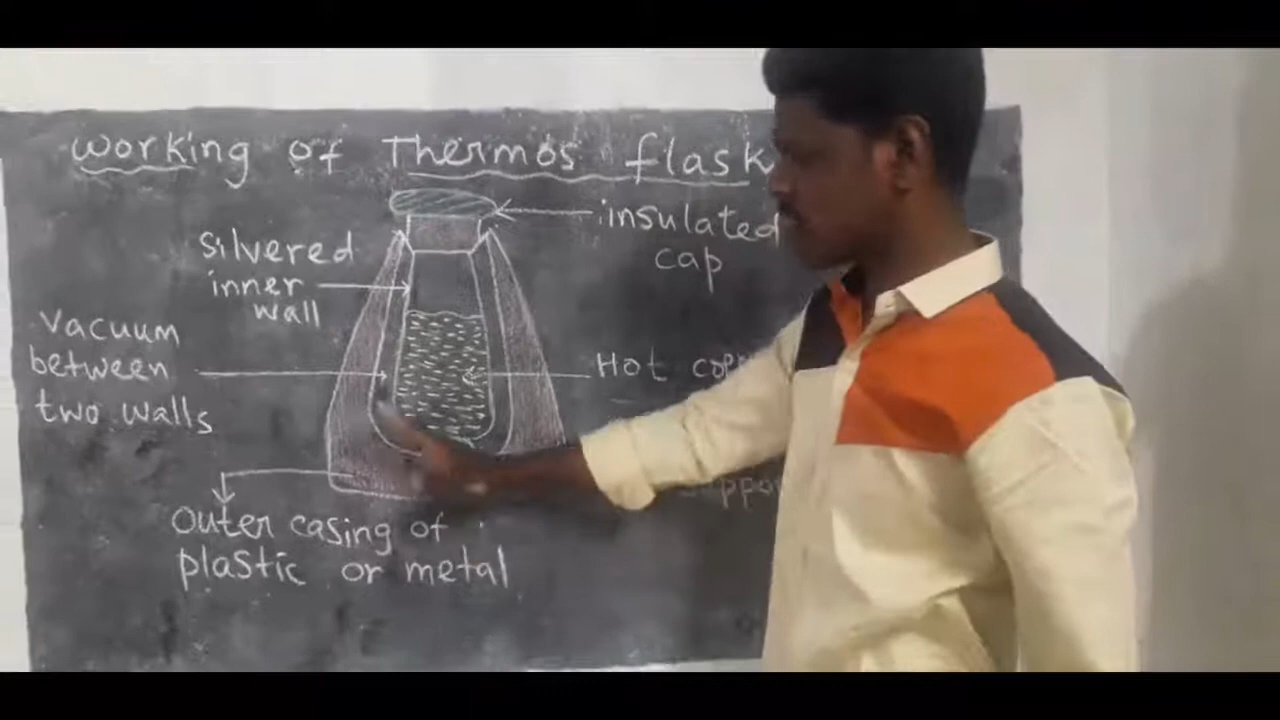 working of Thermos flask
insulated
cap
Silvered
inner
wall
Vacuum
between
two walls
Hot
Outer casing of
plastic or metal